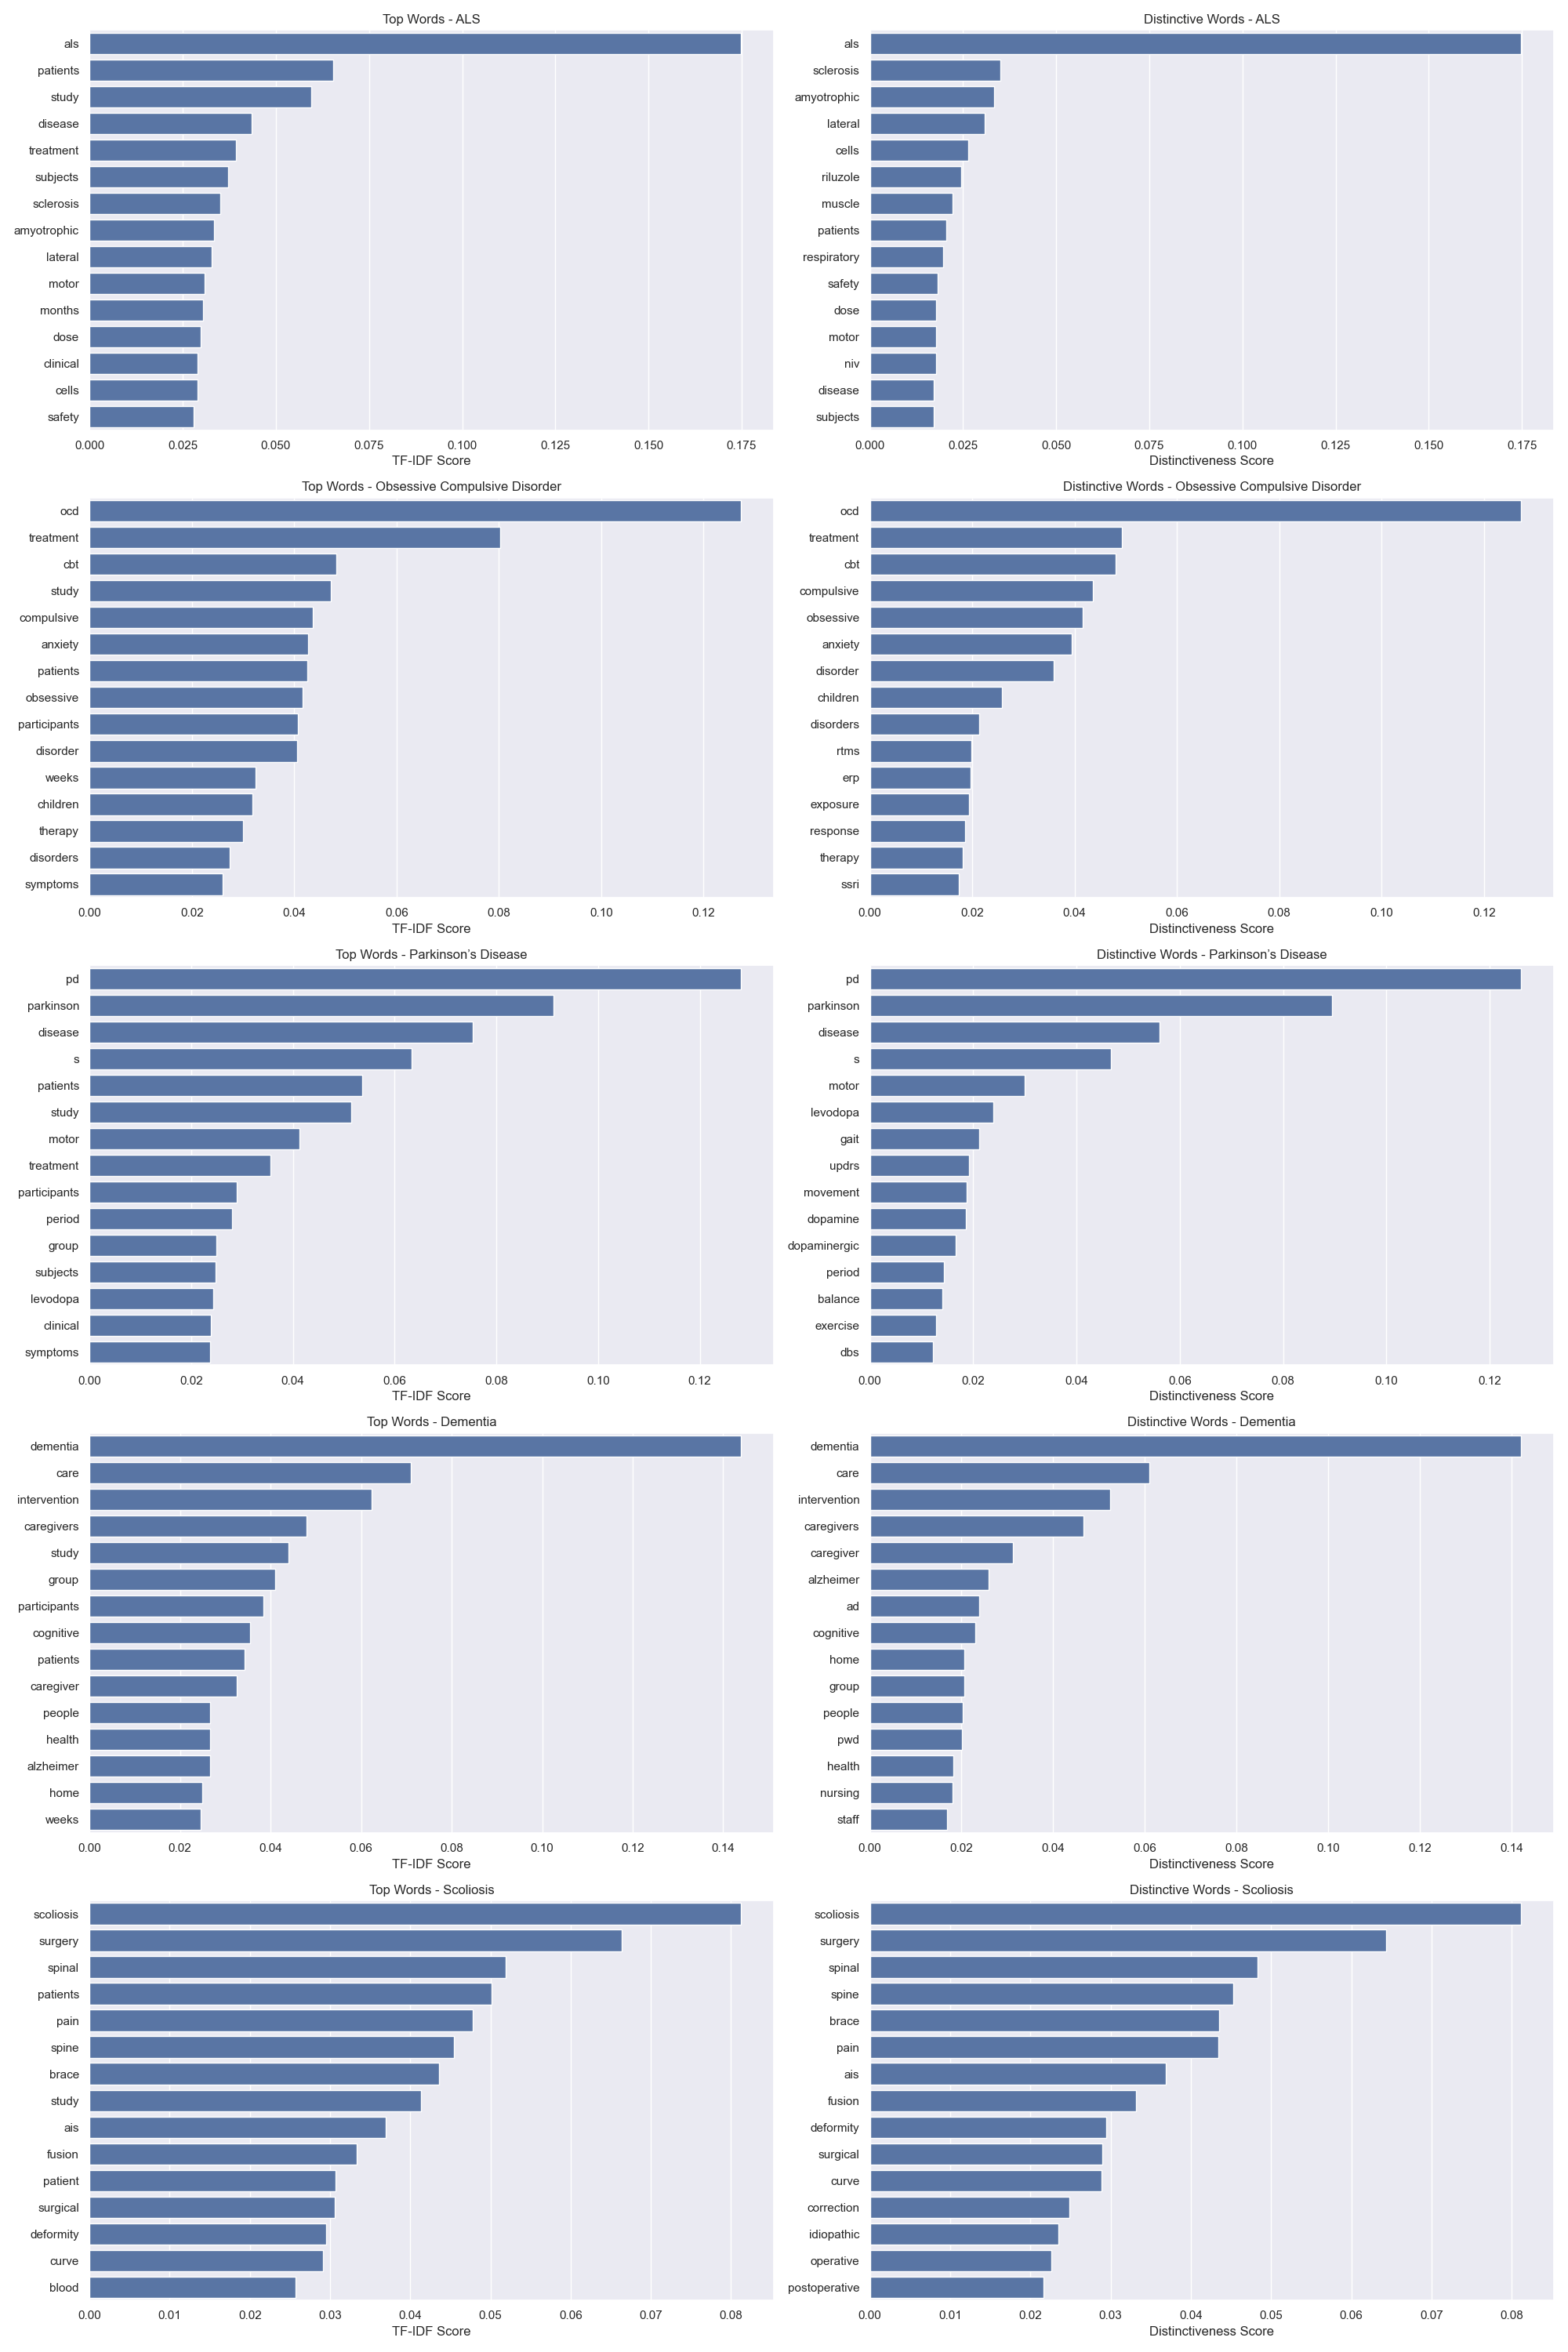 Top Words - ALS
als
patients
study
disease
treatment
subjects
sclerosis
amyotrophic
lateral
motor
months
dose
clinical
cells
safety
0.000 0.025 0.050 0.075 0.100 0.125 0.150 0.175
TF-IDF Score
Distinctive Words - ALS
als
sclerosis
amyotrophic
lateral
cells
riluzole
muscle
patients
respiratory
safety
dose
motor
niv
disease
subjects
0.000 0.025 0.050 0.075 0.100 0.125 0.150 0.175
Distinctiveness Score
Top Words - Obsessive Compulsive Disorder
ocd
treatment
cbt
study
compulsive
anxiety
patients
obsessive
participants
disorder
weeks
children
therapy
disorders
symptoms
0.00 0.02 0.04 0.06 0.08 0.10 0.12
TF-IDF Score
Distinctive Words - Obsessive Compulsive Disorder
ocd
treatment
cbt
compulsive
obsessive
anxiety
disorder
children
disorders
rtms
erp
exposure
response
therapy
ssri
0.00 0.02 0.04 0.06 0.08 0.10 0.12
Distinctiveness Score
Top Words - Parkinson’s Disease
pd
parkinson
disease
s
patients
study
motor
treatment
participants
period
group
subjects
levodopa
clinical
symptoms
0.00 0.02 0.04 0.06 0.08 0.10 0.12
TF-IDF Score
Distinctive Words - Parkinson’s Disease
pd
parkinson
disease
s
motor
levodopa
gait
updrs
movement
dopamine
dopaminergic
period
balance
exercise
dbs
0.00 0.02 0.04 0.06 0.08 0.10 0.12
Distinctiveness Score
Top Words - Dementia
dementia
care
intervention
caregivers
study
group
participants
cognitive
patients
caregiver
people
health
alzheimer
home
weeks
0.00 0.02 0.04 0.06 0.08 0.10 0.12 0.14
TF-IDF Score
Distinctive Words - Dementia
dementia
care
intervention
caregivers
caregiver
alzheimer
ad
cognitive
home
group
people
pwd
health
nursing
staff
0.00 0.02 0.04 0.06 0.08 0.10 0.12 0.14
Distinctiveness Score
Top Words - Scoliosis
scoliosis
surgery
spinal
patients
pain
spine
brace
study
ais
fusion
patient
surgical
deformity
curve
blood
0.00 0.01 0.02 0.03 0.04 0.05 0.06 0.07 0.08
TF-IDF Score
Distinctive Words - Scoliosis
scoliosis
surgery
spinal
spine
brace
pain
ais
fusion
deformity
surgical
curve
correction
idiopathic
operative
postoperative
0.00 0.01 0.02 0.03 0.04 0.05 0.06 0.07 0.08
Distinctiveness Score